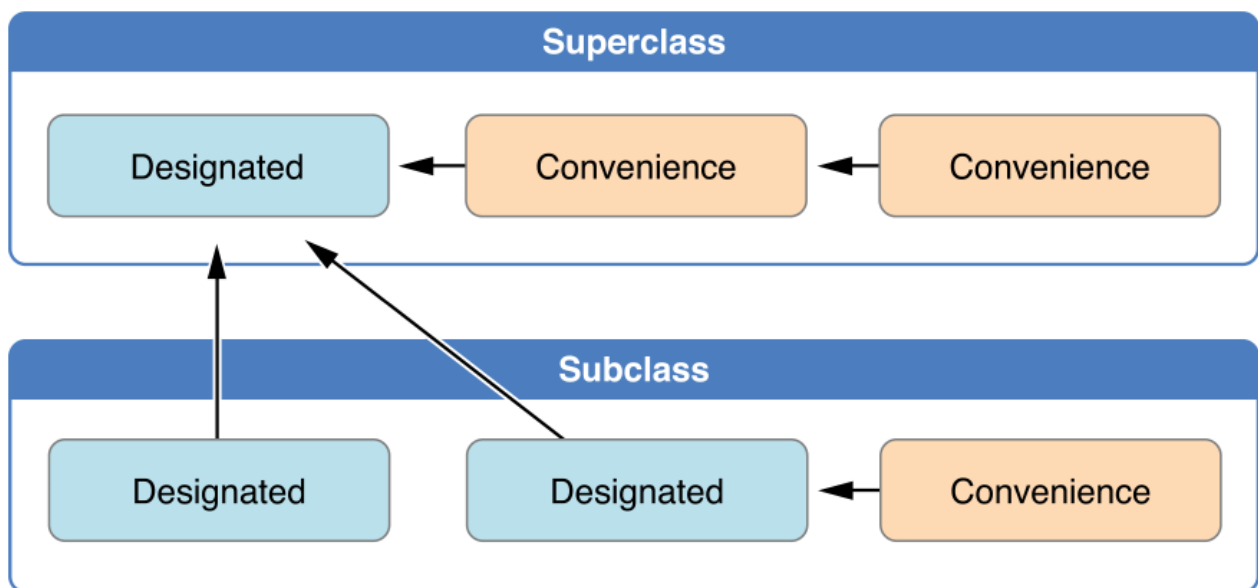 Superclass
Designated
Convenience
Convenience
Subclass
Designated
Designated
Convenience